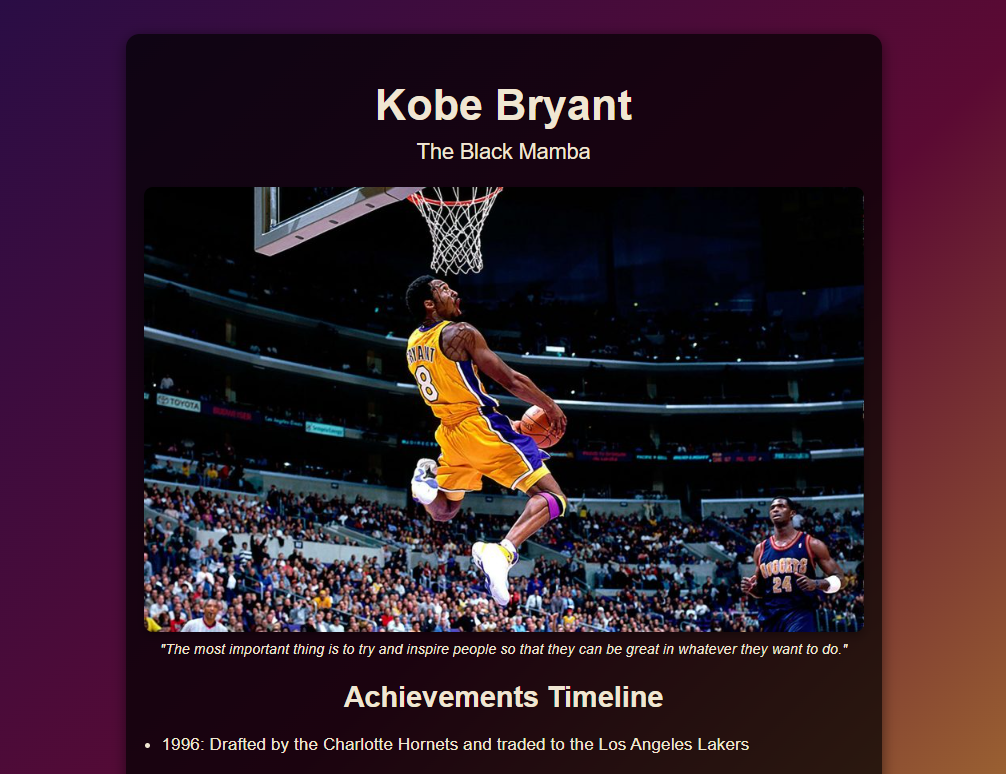 Kobe Bryant
The Black Mamba
TOYOTA
8
NUGGETS
24
"The most important thing is to try and inspire people so that they can be great in whatever they want to do."
Achievements Timeline
• 1996: Drafted by the Charlotte Hornets and traded to the Los Angeles Lakers